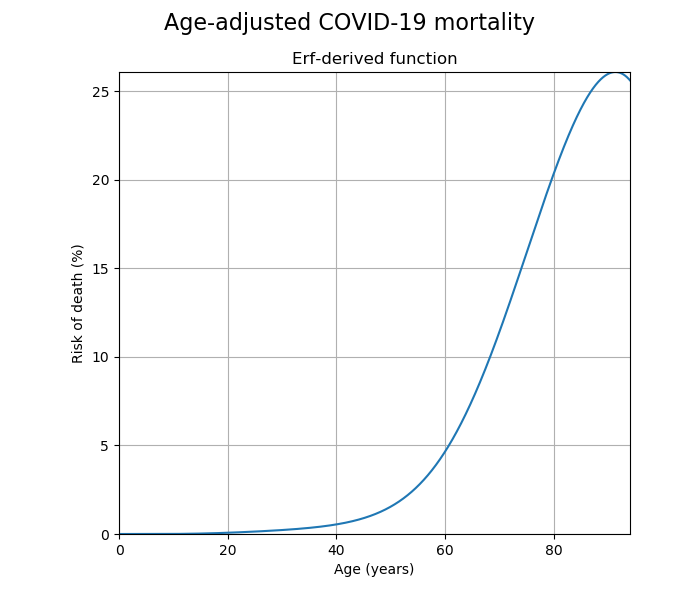 Age-adjusted COVID-19 mortality
Erf-derived function
Risk of death (%)
25
20
15
10
5
0
0 20 40 60 80
Age (years)